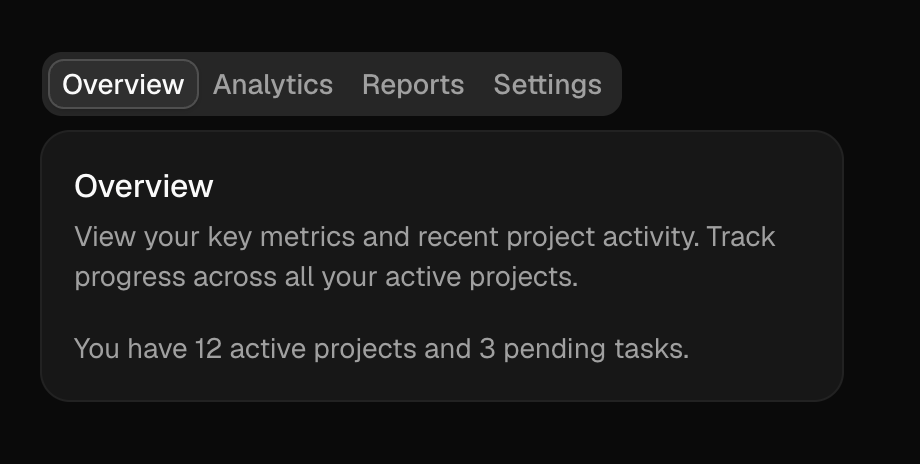 Overview Analytics Reports Settings
Overview
View your key metrics and recent project activity. Track
progress across all your active projects.
You have 12 active projects and 3 pending tasks.